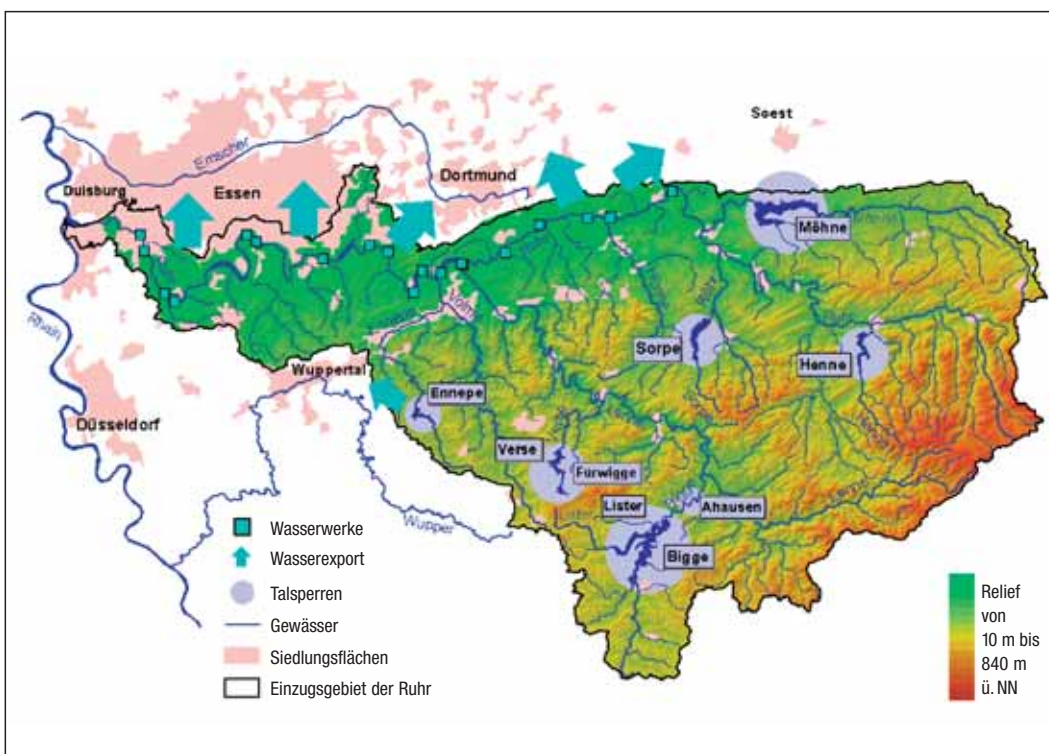 Soest
Emscher
Dortmund
Duisburg
Essen
Möhne
Rhein
Volme
Sorpe
Henne
Wuppertal
Ennepe
Düsseldorf
Verse
Fürwigge
Lister
Ahausen
Wupper
Bigge
Wasserwerke
Wasserexport
Talsperren
Gewässer
Siedlungsflächen
Einzugsgebiet der Ruhr
Relief
von
10 m bis
840 m
ü. NN